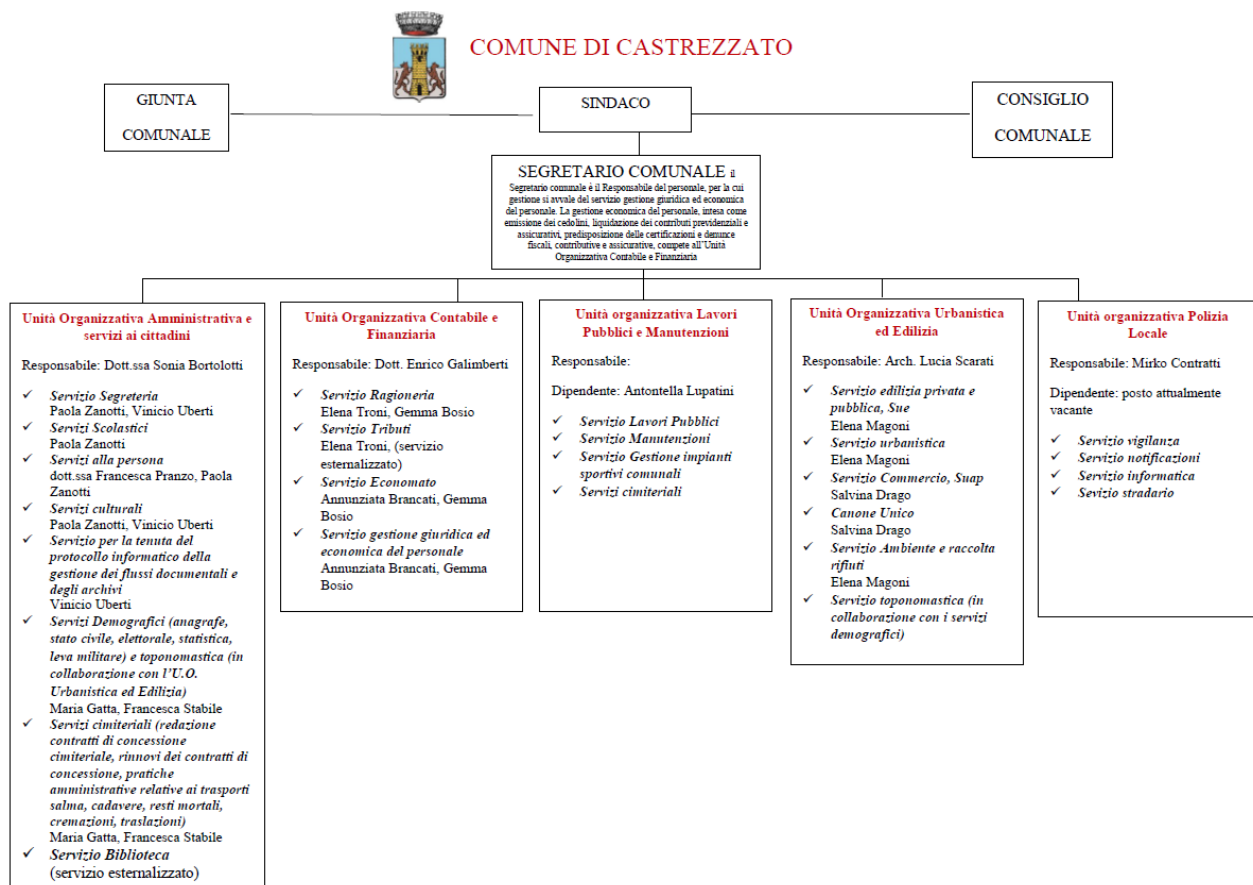 COMUNE DI CASTREZZATO
GIUNTA
COMUNALE
SINDACO
CONSIGLIO
COMUNALE
SEGRETARIO COMUNALE il
Segretario comunale è il Responsabile del personale, per la cui
gestione si avvale del servizio gestione giuridica ed economica
del personale. La gestione economica del personale, intesa come
emissione dei cedolini, liquidazione dei contributi previdenziali e
assicurativi, predisposizione delle certificazioni e denunce
fiscali, contributive e assicurative, compete all'Unità
Organizzativa Contabile e Finanziaria
Unità Organizzativa Amministrativa e
servizi ai cittadini
Responsabile: Dott.ssa Sonia Bortolotti
✓ Servizio Segreteria
Paola Zanotti, Vinicio Uberti
✓ Servizi Scolastici
Paola Zanotti
✓ Servizi alla persona
dott.ssa Francesca Pranzo, Paola
Zanotti
✓ Servizi culturali
Paola Zanotti, Vinicio Uberti
✓ Servizio per la tenuta del
protocollo informatico della
gestione dei flussi documentali e
degli archivi
Vinicio Uberti
✓ Servizi Demografici (anagrafe,
stato civile, elettorale, statistica,
leva militare) e toponomastica (in
collaborazione con l'U.O.
Urbanistica ed Edilizia)
Maria Gatta, Francesca Stabile
✓ Servizi cimiteriali (redazione
contratti di concessione
cimiteriale, rinnovi dei contratti di
concessione, pratiche
amministrative relative ai trasporti
salma, cadavere, resti mortali,
cremazioni, traslazioni)
Maria Gatta, Francesca Stabile
✓ Servizio Biblioteca
(servizio esternalizzato)
Unità Organizzativa Contabile e
Finanziaria
Responsabile: Dott. Enrico Galimberti
✓ Servizio Ragioneria
Elena Troni, Gemma Bosio
✓ Servizio Tributi
Elena Troni, (servizio
esternalizzato)
✓ Servizio Economato
Annunziata Brancati, Gemma
Bosio
✓ Servizio gestione giuridica ed
economica del personale
Annunziata Brancati, Gemma
Bosio
Unità organizzativa Lavori
Pubblici e Manutenzioni
Responsabile:
Dipendente: Antontella Lupatini
✓ Servizio Lavori Pubblici
✓ Servizio Manutenzioni
✓ Servizio Gestione impianti
sportivi comunali
✓ Servizi cimiteriali
Unità Organizzativa Urbanistica
ed Edilizia
Responsabile: Arch. Lucia Scarati
✓ Servizio edilizia privata e
pubblica, Sue
Elena Magoni
✓ Servizio urbanistica
Elena Magoni
✓ Servizio Commercio, Suap
Salvina Drago
✓ Canone Unico
Salvina Drago
✓ Servizio Ambiente e raccolta
rifiuti
Elena Magoni
✓ Servizio toponomastica (in
collaborazione con i servizi
demografici)
Unità organizzativa Polizia
Locale
Responsabile: Mirko Contratti
Dipendente: posto attualmente
vacante
✓ Servizio vigilanza
✓ Servizio notificazioni
✓ Servizio informatica
✓ Sevizio stradario